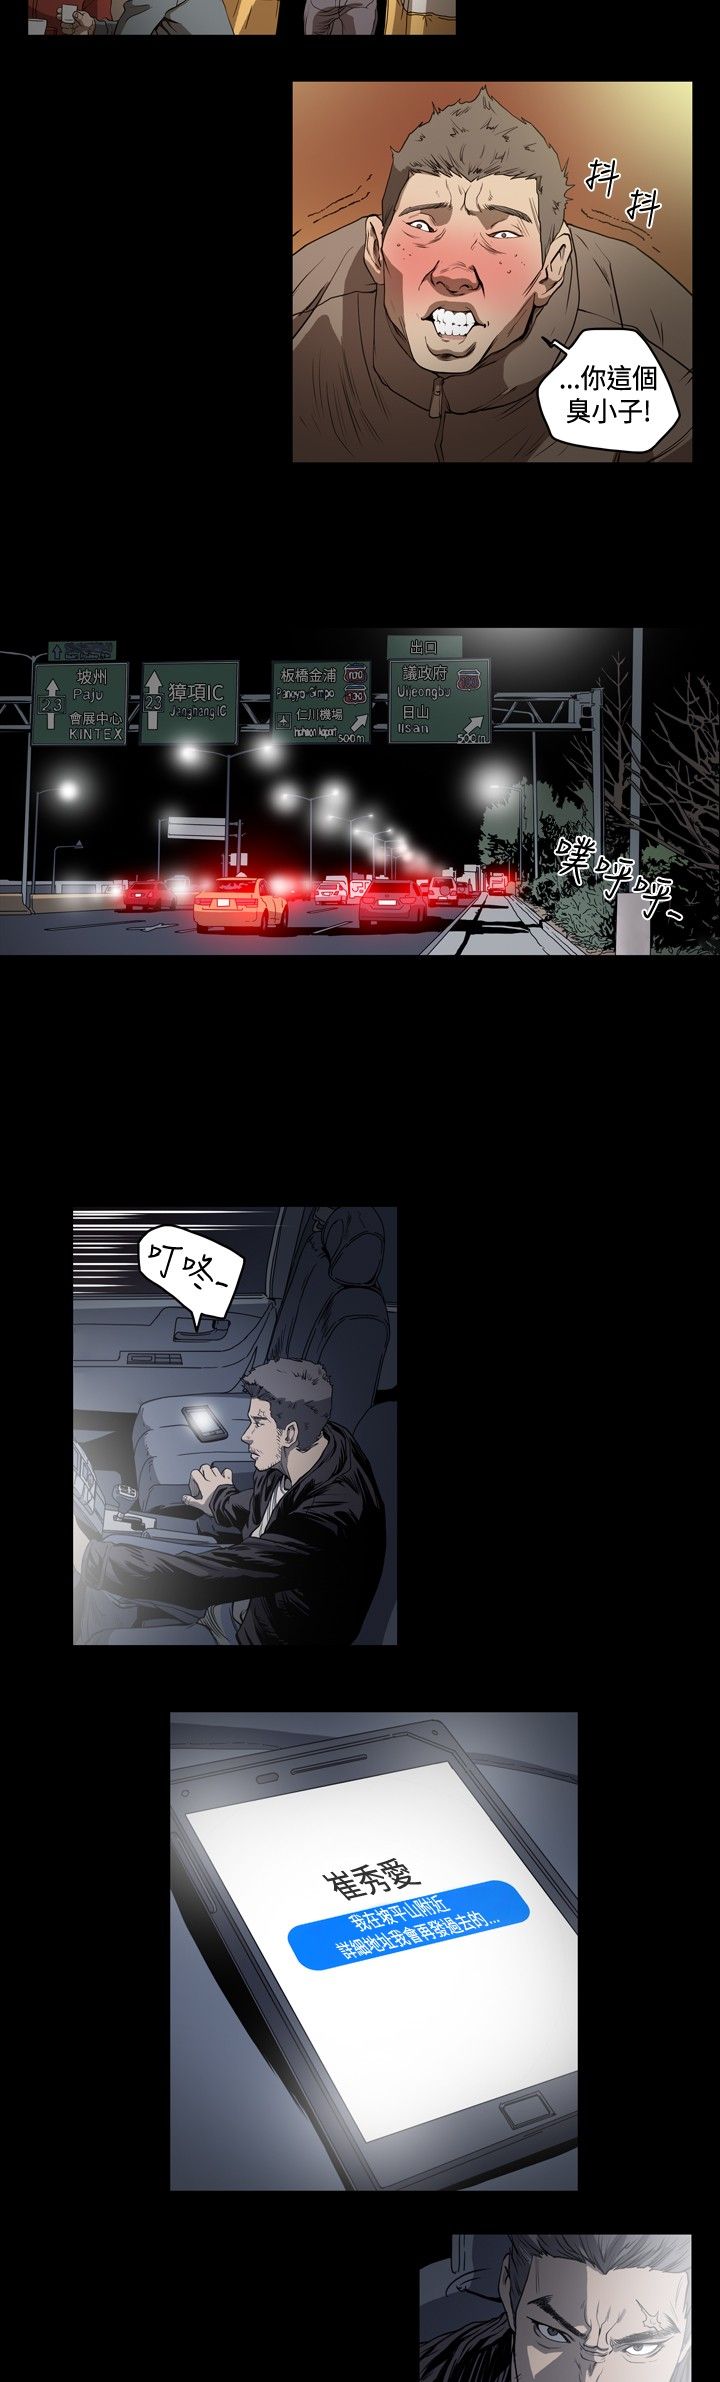 抖
抖
…你這個
臭小子!
出口
坡州
Paju
23
會展中心
KINTEX
獐項IC
Janghang.IC
23
板橋金浦
100
Pangyo Gimpo
仁川機場
500m
議政府
Uijeongbu
日山
Ilsan
500m
噗呼呼-
叮咚-
崔秀愛
我在坡平山附近
詳細地址我會再發過去的…